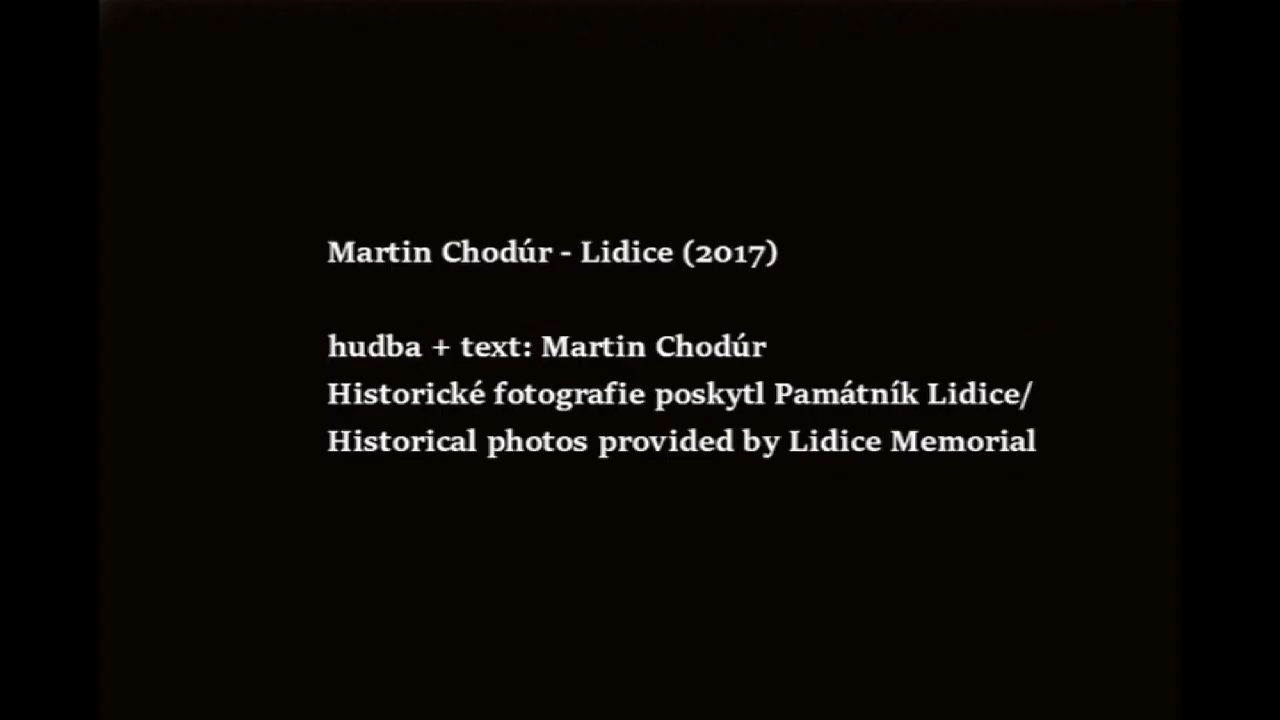 Martin Chodúr - Lidice (2017)
hudba + text: Martin Chodúr
Historické fotografie poskytl Památník Lidice/
Historical photos provided by Lidice Memorial